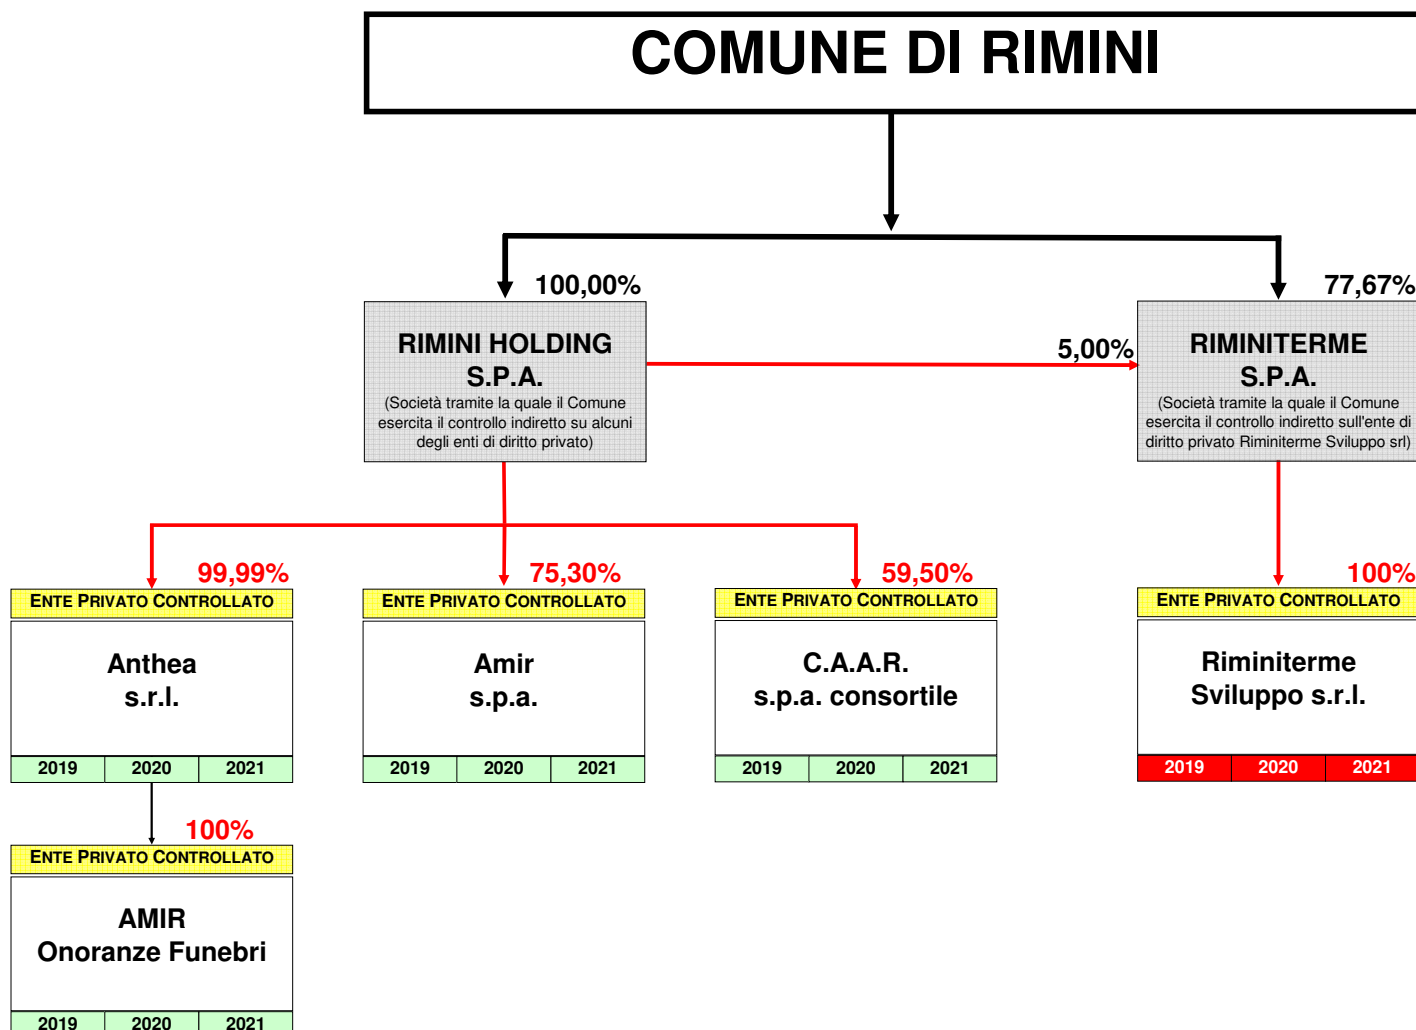 COMUNE DI RIMINI
100,00%
77,67%
RIMINI HOLDING
S.P.A.
(Società tramite la quale il Comune
esercita il controllo indiretto su alcuni
degli enti di diritto privato)
5,00%
RIMINITERME
S.P.A.
(Società tramite la quale il Comune
esercita il controllo indiretto sull'ente di
diritto privato Riminiterme Sviluppo srl)
99,99%
75,30%
59,50%
100%
ENTE PRIVATO CONTROLLATO
ENTE PRIVATO CONTROLLATO
ENTE PRIVATO CONTROLLATO
ENTE PRIVATO CONTROLLATO
Anthea
s.r.l.
Amir
s.p.a.
C.A.A.R.
s.p.a. consortile
Riminiterme
Sviluppo s.r.l.
2019 2020 2021
2019 2020 2021
2019 2020 2021
2019 2020 2021
100%
ENTE PRIVATO CONTROLLATO
AMIR
Onoranze Funebri
2019 2020 2021